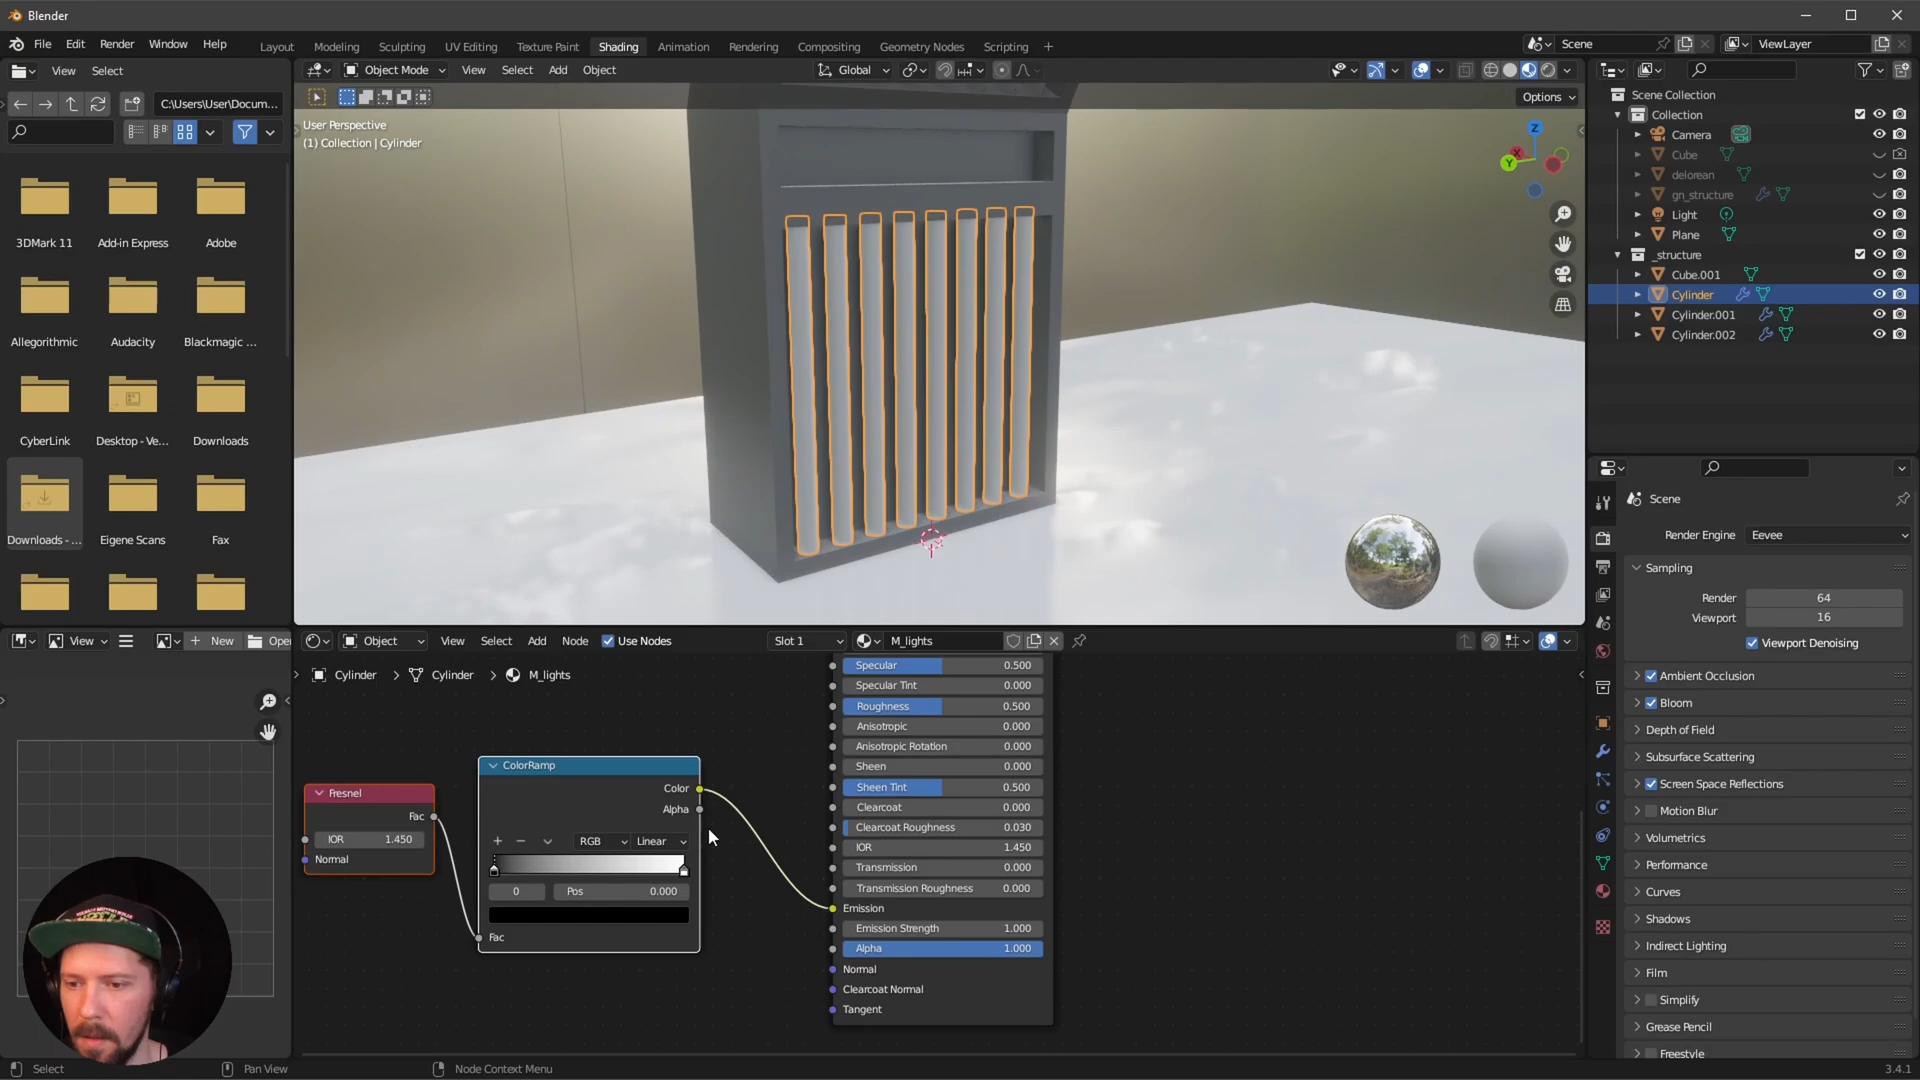 Blender
File Edit Render Window Help
Layout Modeling Sculpting UV Editing Texture Paint Shading Animation Rendering Compositing Geometry Nodes Scripting +
Scene
ViewLayer
View Select
Object Mode View Select Add Object
Global
C:\Users\User\Docum...
Options
User Perspective
(1) Collection | Cylinder
Z
X
Y
3DMark 11
Add-in Express
Adobe
Allegorithmic
Audacity
Blackmagic ...
CyberLink
Desktop - Ve...
Downloads
Downloads - ...
Eigene Scans
Fax
Scene Collection
Collection
Camera
Cube
delorean
gn_structure
Light
Plane
_structure
Cube.001
Cylinder
Cylinder.001
Cylinder.002
Scene
Render Engine Eevee
Sampling
Render 64
Viewport 16
Viewport Denoising
Ambient Occlusion
Bloom
Depth of Field
Subsurface Scattering
Screen Space Reflections
Motion Blur
Volumetrics
Performance
Curves
Shadows
Indirect Lighting
Film
Simplify
Grease Pencil
Freestyle
View
New
Open
Object View Select Add Node Use Nodes Slot 1 M_lights
Cylinder > Cylinder > M_lights
Fresnel
Fac
IOR 1.450
Normal
ColorRamp
Color
Alpha
+ − RGB Linear
0 Pos 0.000
Fac
Specular 0.500
Specular Tint 0.000
Roughness 0.500
Anisotropic 0.000
Anisotropic Rotation 0.000
Sheen 0.000
Sheen Tint 0.500
Clearcoat 0.000
Clearcoat Roughness 0.030
IOR 1.450
Transmission 0.000
Transmission Roughness 0.000
Emission
Emission Strength 1.000
Alpha 1.000
Normal
Clearcoat Normal
Tangent
Select
Pan View
Node Context Menu
3.4.1